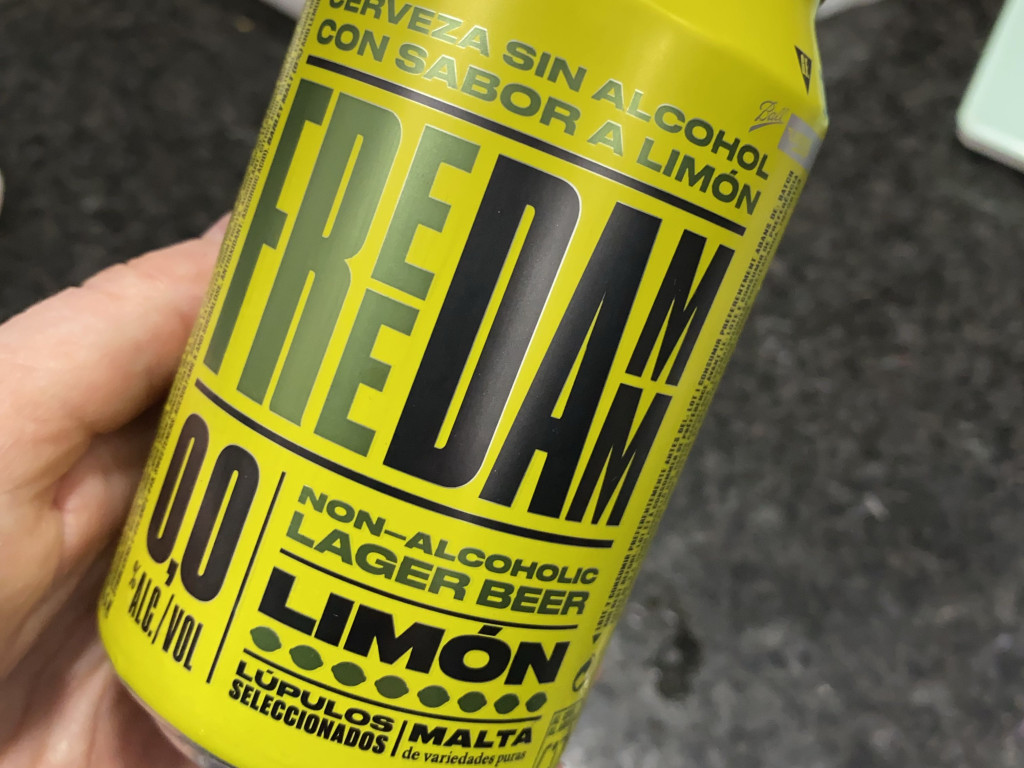 CERVEZA SIN ALCOHOL
CON SABOR A LIMÓN
FREE DAMM
0,0
% ALC./VOL
NON-ALCOHOLIC
LAGER BEER
LIMÓN
LÚPULOS
SELECCIONADOS
MALTA
de variedades puras
Ball